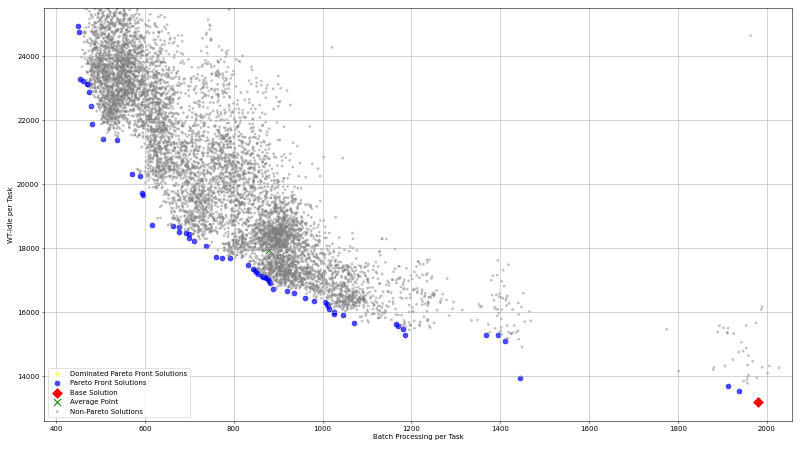 24000
22000
20000
18000
16000
14000
WT-Idle per Task
Dominated Pareto Front Solutions
Pareto Front Solutions
Base Solution
Average Point
Non-Pareto Solutions
400 600 800 1000 1200 1400 1600 1800 2000
Batch Processing per Task